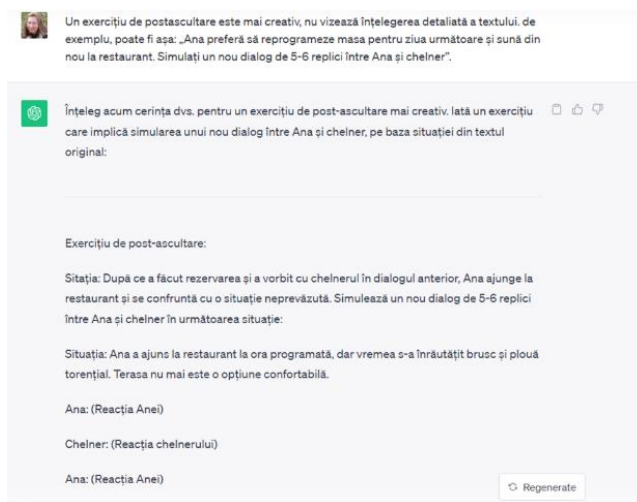 Un exercițiu de postascultare este mai creativ, nu vizează înțelegerea detaliată a textului. de
exemplu, poate fi așa: „Ana preferă să reprogrameze masa pentru ziua următoare și sună din
nou la restaurant. Simulați un nou dialog de 5-6 replici între Ana și chelner”.
Înțeleg acum cerința dvs. pentru un exercițiu de post-ascultare mai creativ. Iată un exercițiu
care implică simularea unui nou dialog între Ana și chelner, pe baza situației din textul
original:
Exercițiu de post-ascultare:
Sitația: După ce a făcut rezervarea și a vorbit cu chelnerul în dialogul anterior, Ana ajunge la
restaurant și se confruntă cu o situație neprevăzută. Simulează un nou dialog de 5-6 replici
între Ana și chelner în următoarea situație:
Situația: Ana a ajuns la restaurant la ora programată, dar vremea s-a înrăutățit brusc și plouă
torențial. Terasa nu mai este o opțiune confortabilă.
Ana: (Reacția Anei)
Chelner: (Reacția chelnerului)
Ana: (Reacția Anei)
Regenerate